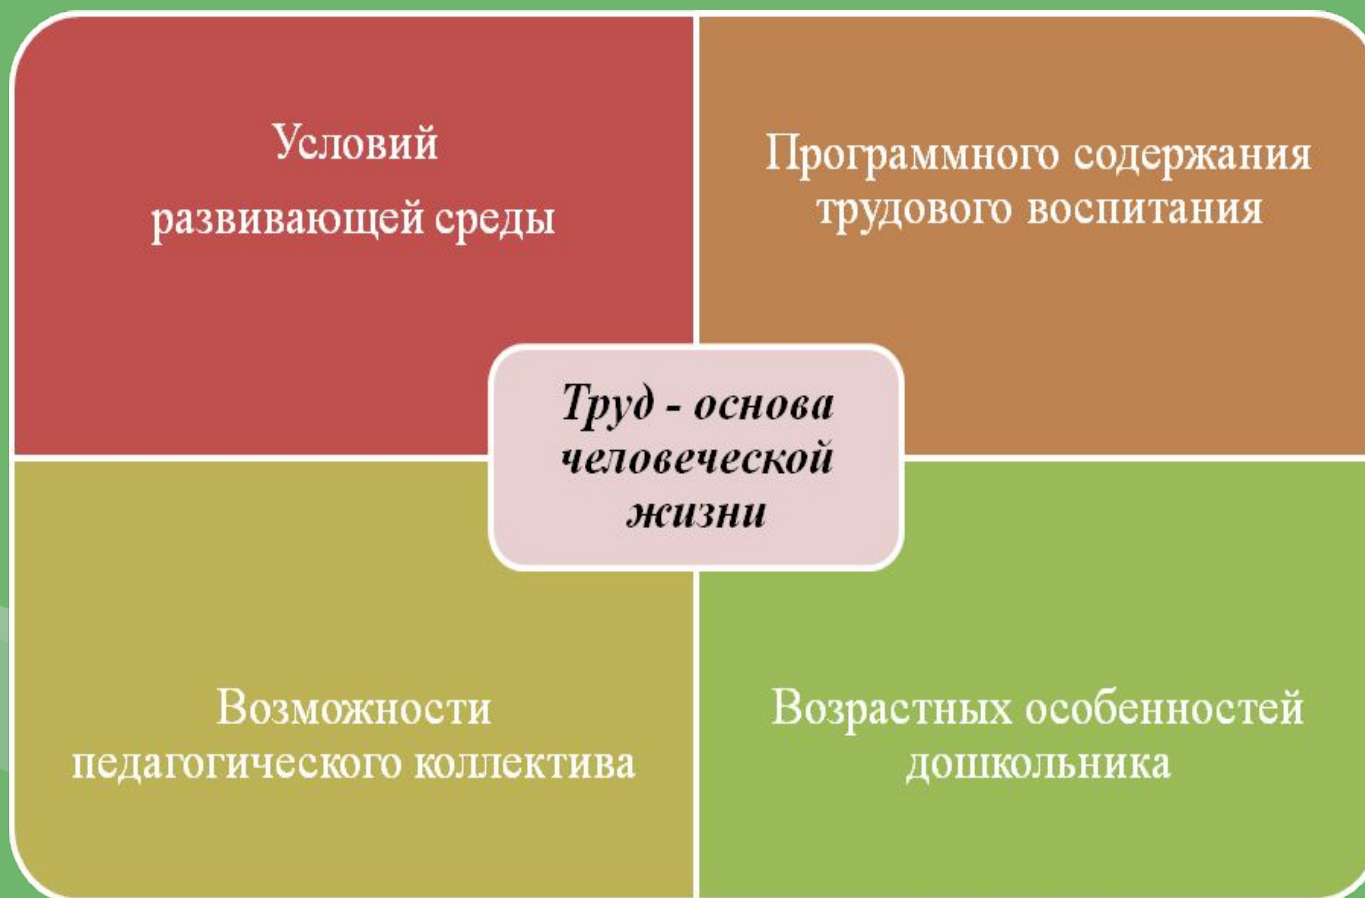 Условий
развивающей среды
Программного содержания
трудового воспитания
Труд - основа
человеческой
жизни
Возможности
педагогического коллектива
Возрастных особенностей
дошкольника